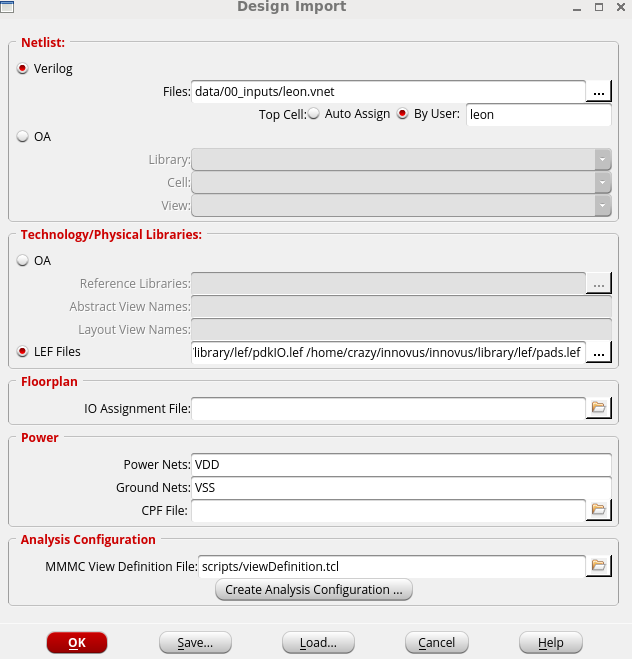 Design Import
Netlist:
Verilog
Files: data/00_inputs/leon.vnet ...
Top Cell: Auto Assign By User: leon
OA
Library:
Cell:
View:
Technology/Physical Libraries:
OA
Reference Libraries: ...
Abstract View Names:
Layout View Names:
LEF Files /library/lef/pdkIO.lef /home/crazy/innovus/innovus/library/lef/pads.lef ...
Floorplan
IO Assignment File:
Power
Power Nets: VDD
Ground Nets: VSS
CPF File:
Analysis Configuration
MMMC View Definition File: scripts/viewDefinition.tcl
Create Analysis Configuration ...
OK Save... Load... Cancel Help